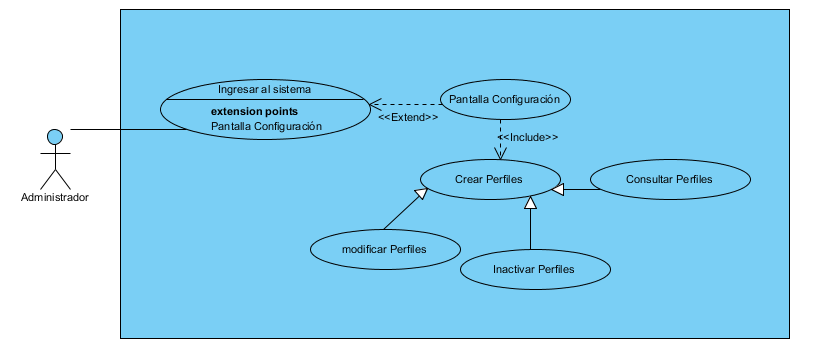 Ingresar al sistema
extension points
Pantalla Configuración
<<Extend>>
Pantalla Configuración
<<Include>>
Crear Perfiles
Consultar Perfiles
modificar Perfiles
Inactivar Perfiles
Administrador